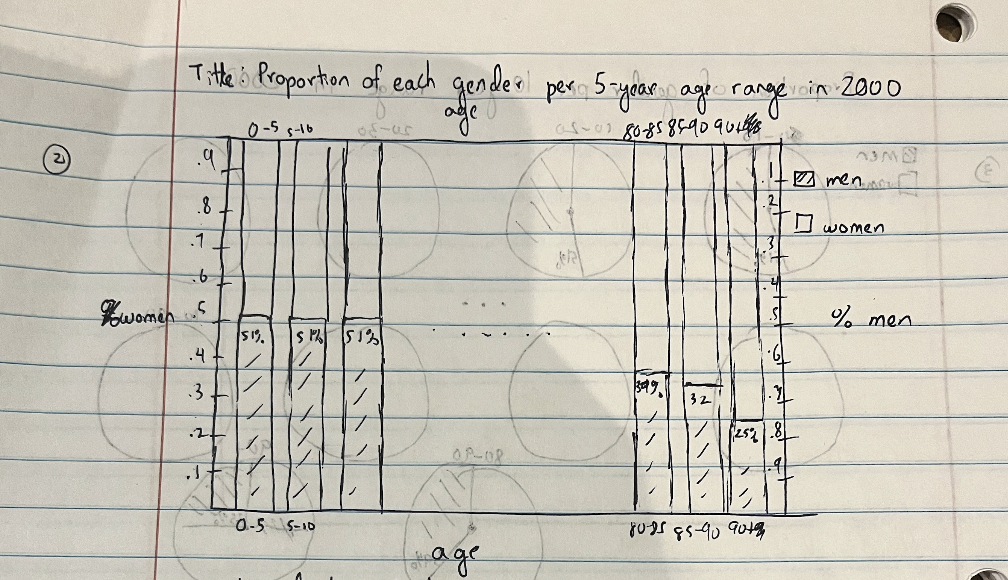 Title: Proportion of each gender per 5-year age range in 2000
age
0-5 5-10 80-85 85-90 90+
2
.9 .1
men
.8 .2
women
.7 .3
.6 .4
% women .5 .5 % men
51% 51% 51%
.4 .6
.3 39% 32 .7
.2 25% .8
.1 .9
0-5 5-10 80-85 85-90 90+
age